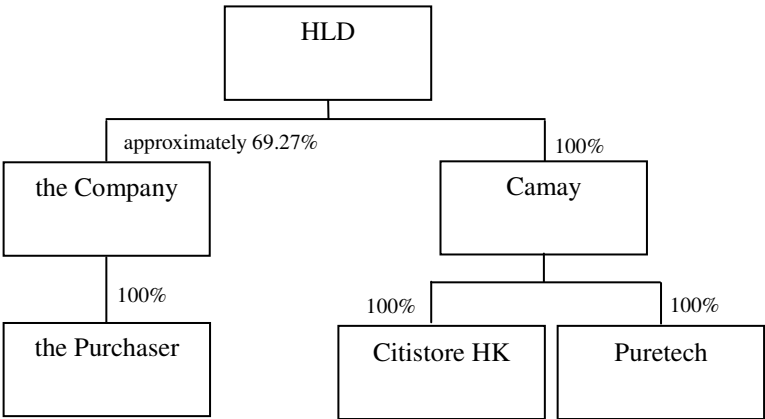 HLD
approximately 69.27%
100%
the Company
Camay
100%
100%
100%
the Purchaser
Citistore HK
Puretech